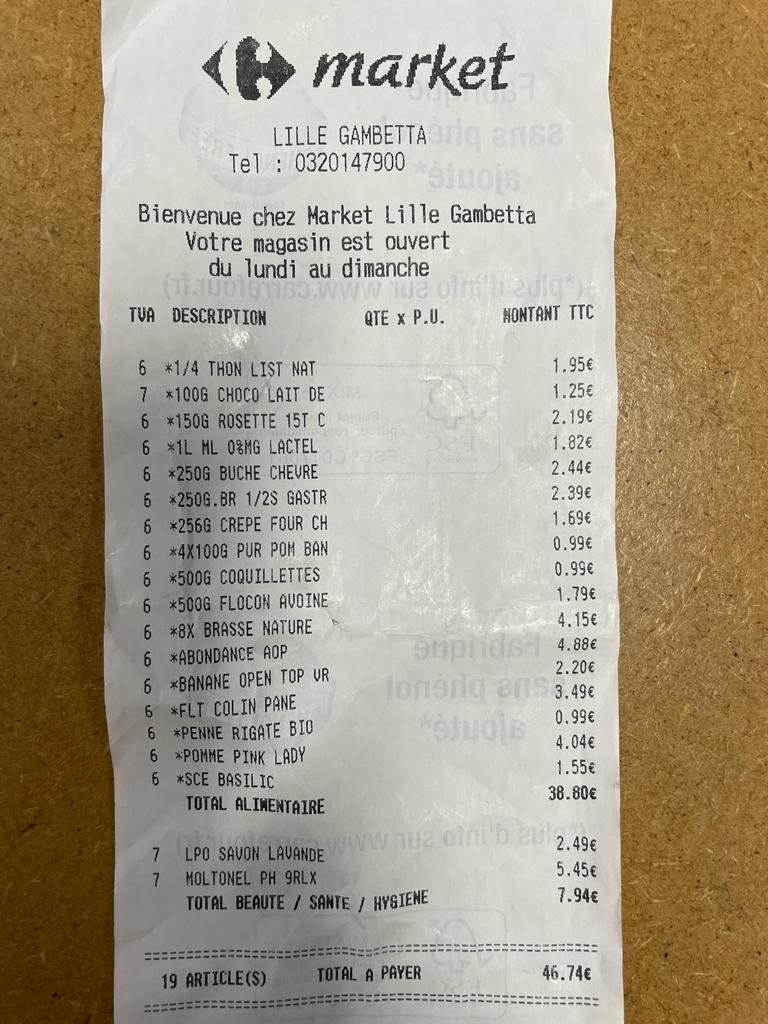 market
LILLE GAMBETTA
Tel : 0320147900
Bienvenue chez Market Lille Gambetta
Votre magasin est ouvert
du lundi au dimanche
TVA DESCRIPTION QTE x P.U. MONTANT TTC
6 *1/4 THON LIST NAT 1.95€
7 *100G CHOCO LAIT DE 1.25€
6 *150G ROSETTE 15T C 2.19€
6 *1L ML 0%MG LACTEL 1.82€
6 *250G BUCHE CHEVRE 2.44€
6 *250G.BR 1/2S GASTR 2.39€
6 *256G CREPE FOUR CH 1.69€
6 *4X100G PUR POM BAN 0.99€
6 *500G COQUILLETTES 0.99€
6 *500G FLOCON AVOINE 1.79€
6 *8X BRASSE NATURE 4.15€
6 *ABONDANCE AOP 4.88€
6 *BANANE OPEN TOP VR 2.20€
6 *FLT COLIN PANE 3.49€
6 *PENNE RIGATE BIO 0.99€
6 *POMME PINK LADY 4.04€
6 *SCE BASILIC 1.55€
TOTAL ALIMENTAIRE 38.80€
7 LPO SAVON LAVANDE 2.49€
7 MOLTONEL PH 9RLX 5.45€
TOTAL BEAUTE / SANTE / HYGIENE 7.94€
19 ARTICLE(S) TOTAL A PAYER 46.74€